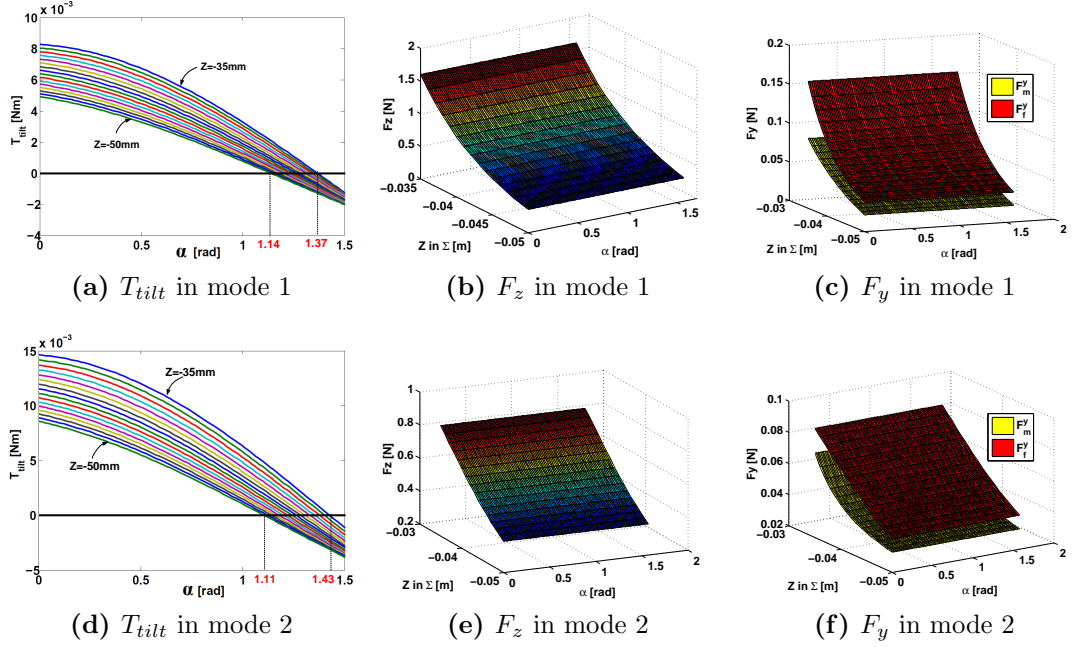 x 10⁻³
8
6
4
2
0
−2
−4
T_tilt [Nm]
Z=-35mm
Z=-50mm
0 0.5 1 1.5
1.14 1.37
α [rad]
(a) T_tilt in mode 1
2
1.5
1
0.5
0
Fz [N]
−0.035
−0.04
−0.045
−0.05
Z in Σ [m]
0 0.5 1 1.5
α [rad]
(b) F_z in mode 1
0.2
0.15
0.1
0.05
0
Fy [N]
F_m^y
F_f^y
−0.03
−0.04
−0.05
Z in Σ [m]
0 0.5 1 1.5 2
α [rad]
(c) F_y in mode 1
x 10⁻³
15
10
5
0
−5
T_tilt [Nm]
Z=-35mm
Z=-50mm
0 0.5 1 1.5
1.11 1.43
α [rad]
(d) T_tilt in mode 2
1
0.8
0.6
0.4
0.2
Fz [N]
−0.03
−0.04
−0.05
Z in Σ [m]
0 0.5 1 1.5 2
α [rad]
(e) F_z in mode 2
0.1
0.08
0.06
0.04
0.02
Fy [N]
F_m^y
F_f^y
−0.03
−0.04
−0.05
Z in Σ [m]
0 0.5 1 1.5 2
α [rad]
(f) F_y in mode 2